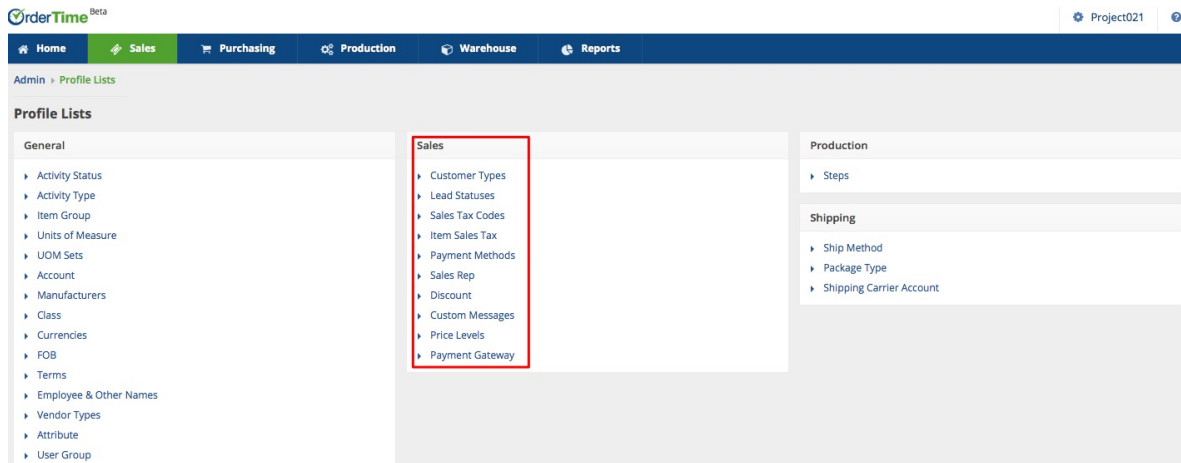 OrderTime Beta
Project021
Home Sales Purchasing Production Warehouse Reports
Admin Profile Lists
Profile Lists
General
Activity Status
Activity Type
Item Group
Units of Measure
UOM Sets
Account
Manufacturers
Class
Currencies
FOB
Terms
Employee & Other Names
Vendor Types
Attribute
User Group
Sales
Customer Types
Lead Statuses
Sales Tax Codes
Item Sales Tax
Payment Methods
Sales Rep
Discount
Custom Messages
Price Levels
Payment Gateway
Production
Steps
Shipping
Ship Method
Package Type
Shipping Carrier Account